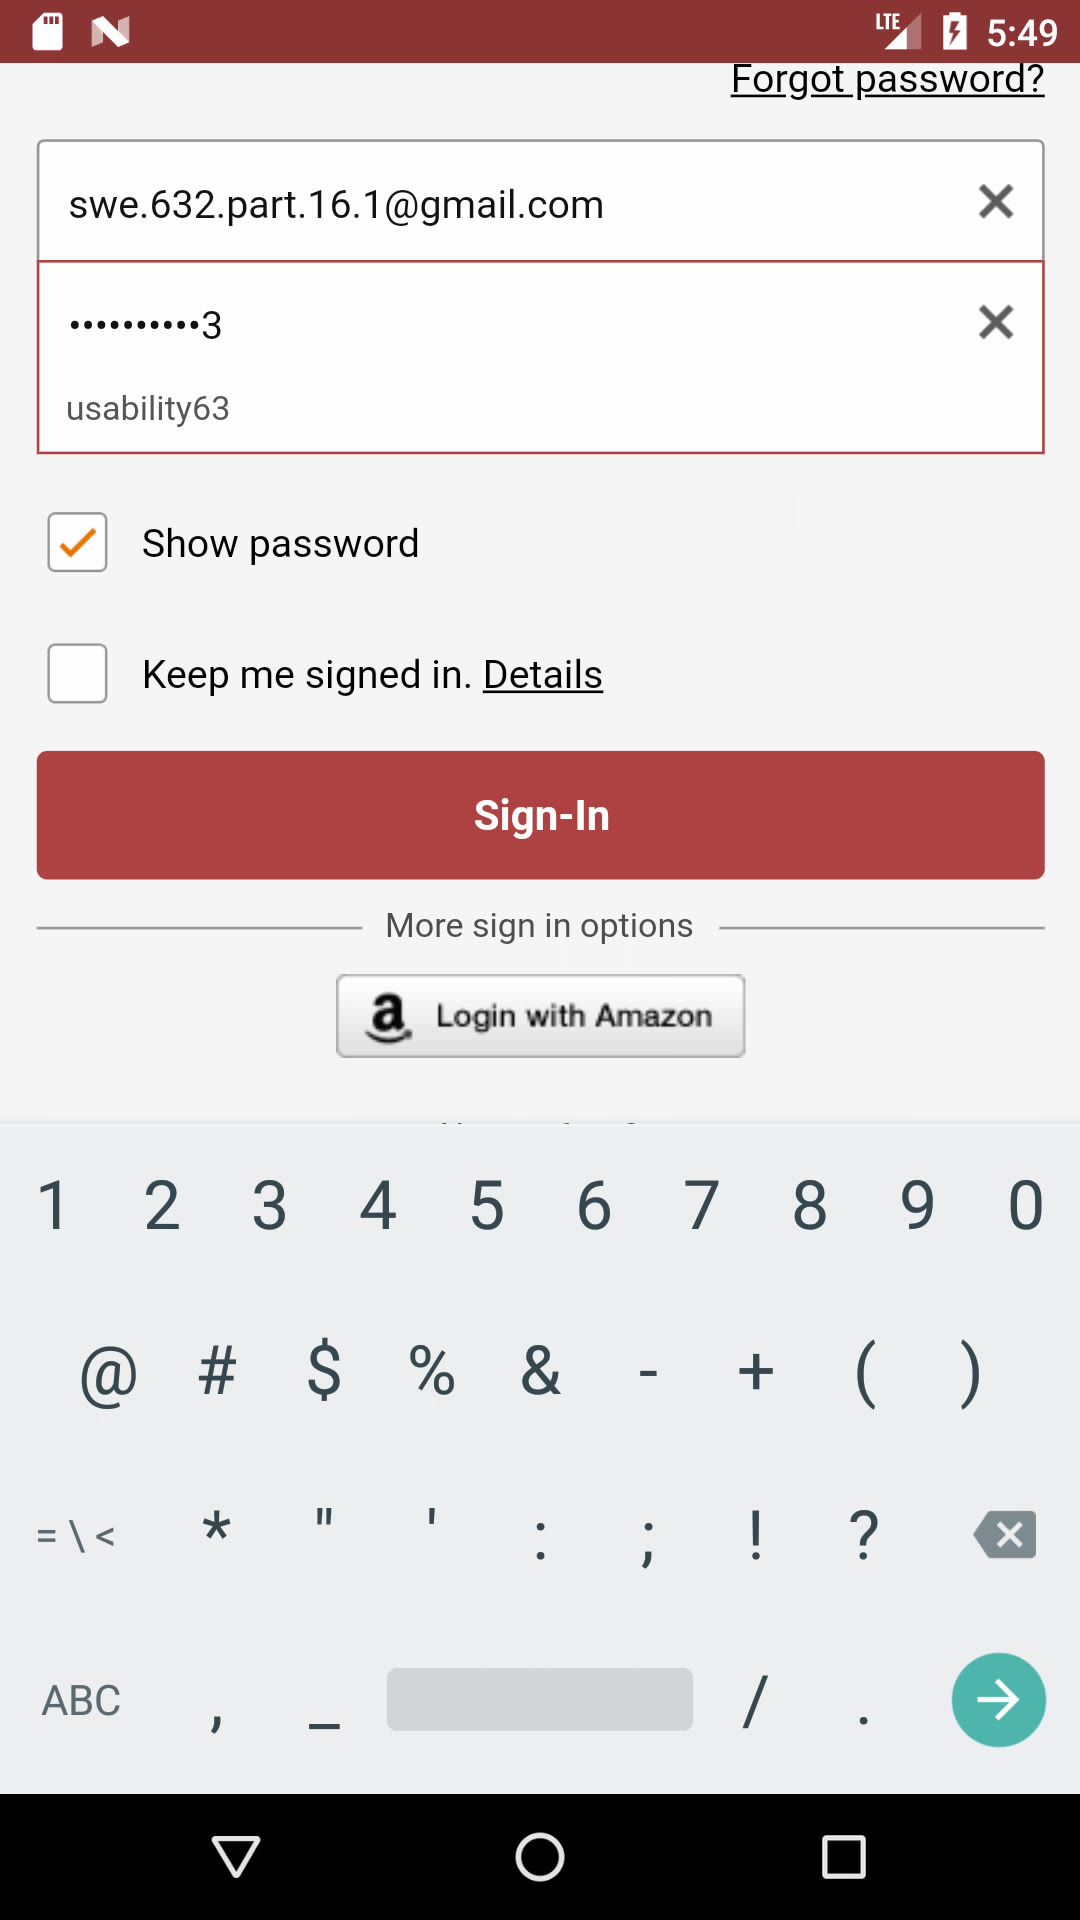 LTE 5:49
Forgot password?
swe.632.part.16.1@gmail.com
••••••••••3
usability63
Show password
Keep me signed in. Details
Sign-In
More sign in options
a Login with Amazon
1 2 3 4 5 6 7 8 9 0
@ # $ % & - + ( )
= \ < * " ' : ; ! ?
ABC , _ / .